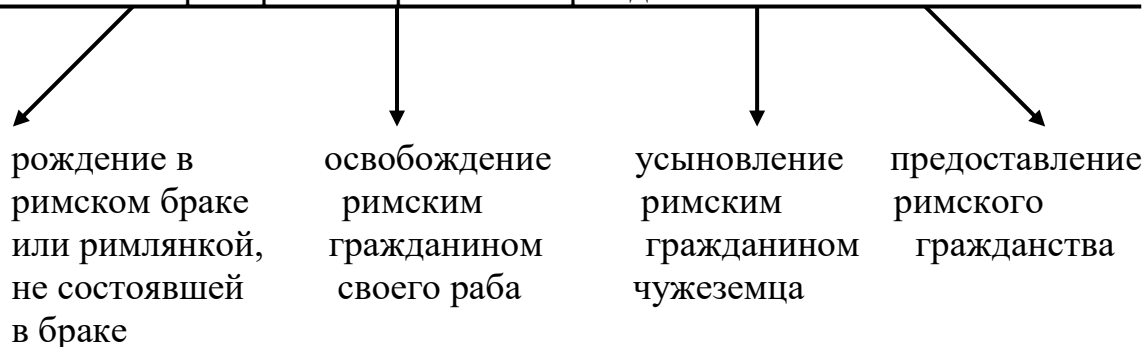 рождение в
римском браке
или римлянкой,
не состоявшей
в браке
освобождение
римским
гражданином
своего раба
усыновление
римским
гражданином
чужеземца
предоставление
римского
гражданства